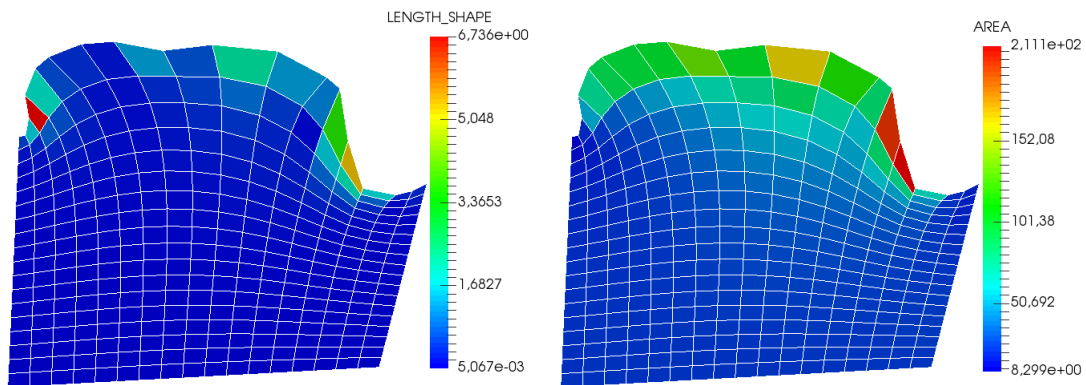 LENGTH_SHAPE
6,736e+00
5,048
3,3653
1,6827
5,067e-03
AREA
2,111e+02
152,08
101,38
50,692
8,299e+00